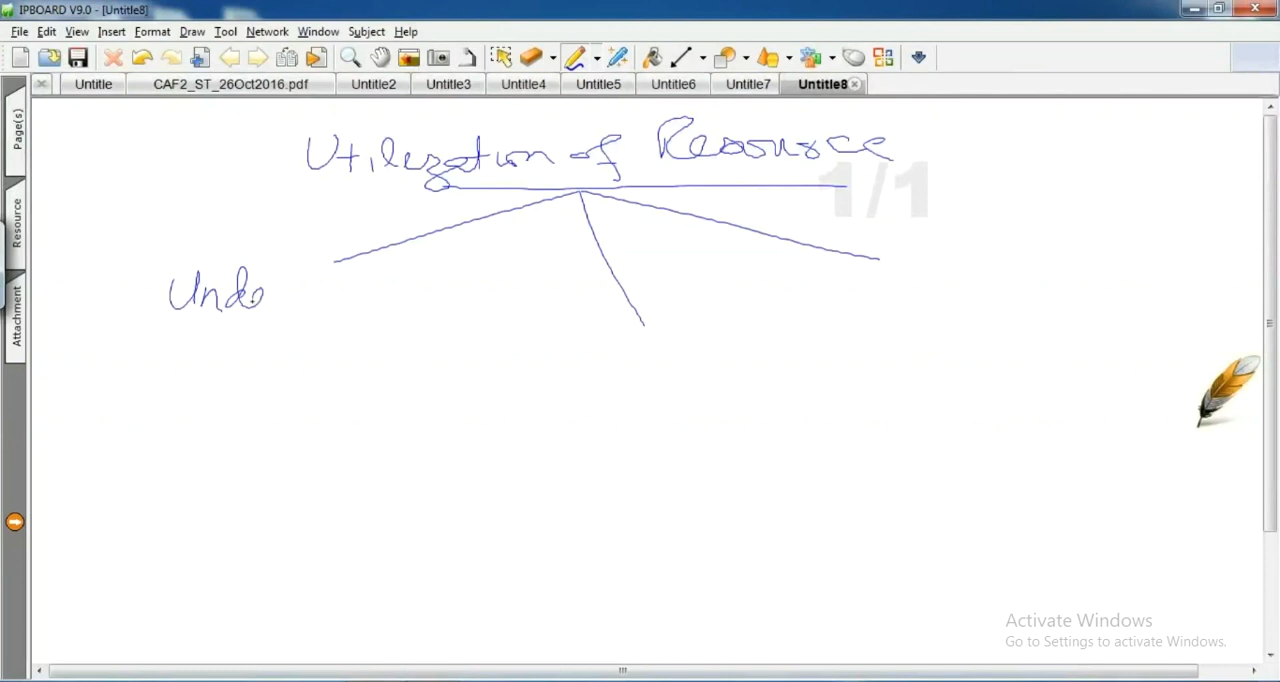 IPBOARD V9.0 - [Untitle8]
File Edit View Insert Format Draw Tool Network Window Subject Help
Untitle CAF2_ST_26Oct2016.pdf Untitle2 Untitle3 Untitle4 Untitle5 Untitle6 Untitle7 Untitle8
Page(s)
Resource
Attachment
Utilization of Resource
1/1
Unde
Activate Windows
Go to Settings to activate Windows.